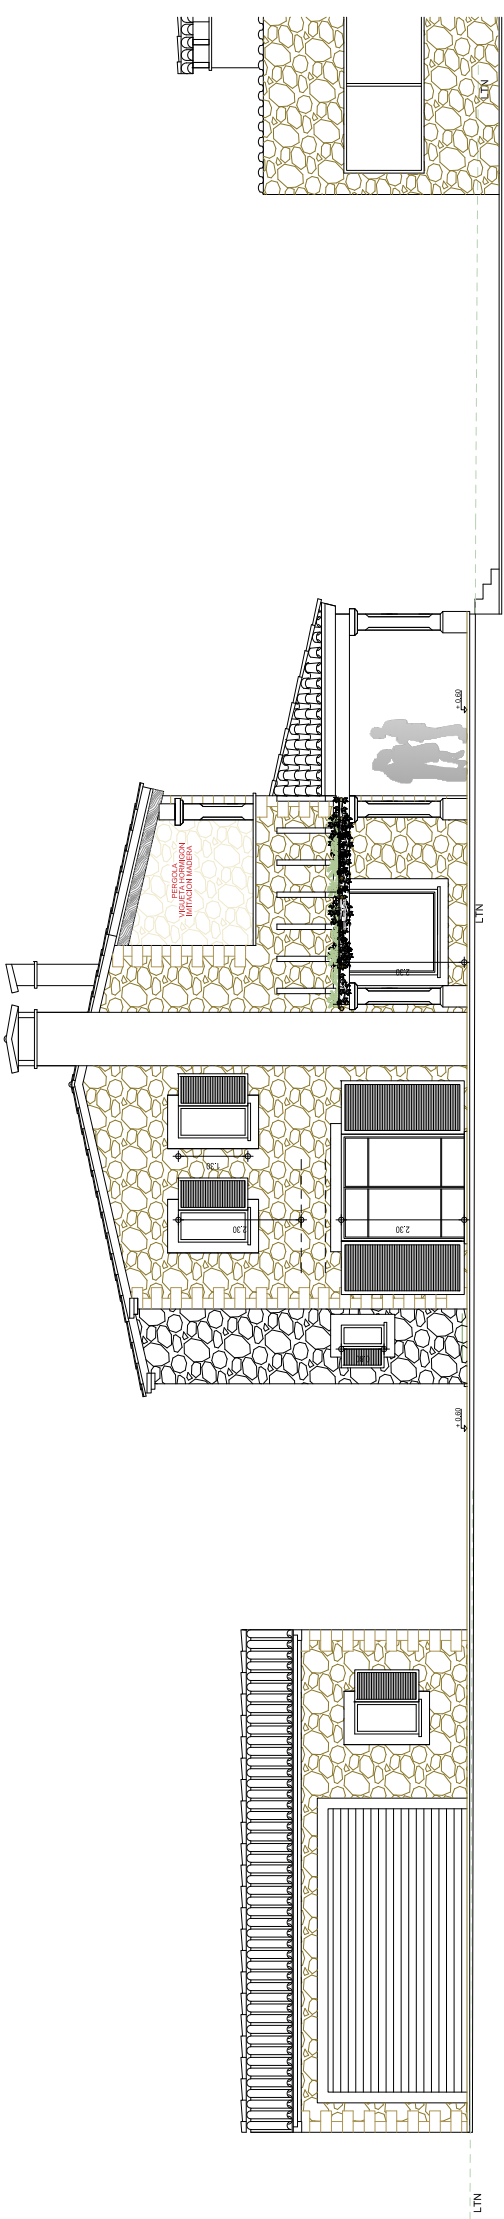 LTN
+ 0.60
PERGOLA
VIGUETA HORMIGON
IMITACION MADERA
LTN
2.30
1.30
2.30
2.30
+ 0.60
LTN